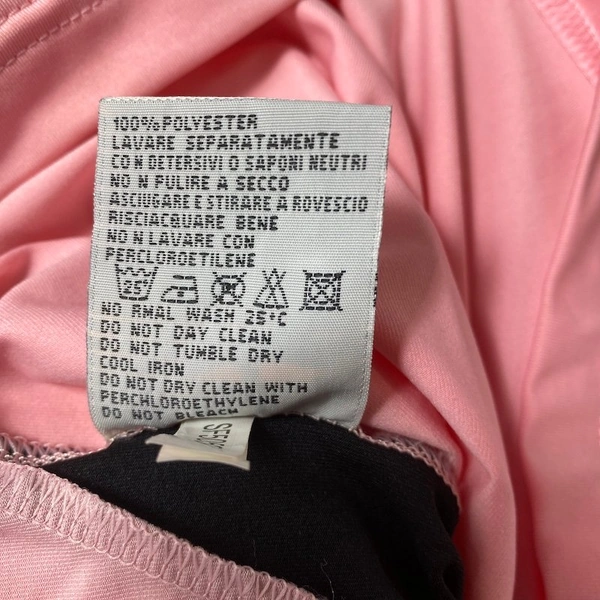 100% POLYESTER
LAVARE SEPARATAMENTE
CON DETERSIVI O SAPONI NEUTRI
NO N PULIRE A SECCO
ASCIUGARE E STIRARE A ROVESCIO
RISCIACQUARE BENE
NO N LAVARE CON
PERCLOROETILENE
25
NO RMAL WASH 25°C
DO NOT DAY CLEAN
DO NOT TUMBLE DRY
COOL IRON
DO NOT DRY CLEAN WITH
PERCHLOROETHYLENE
DO NOT BLEACH